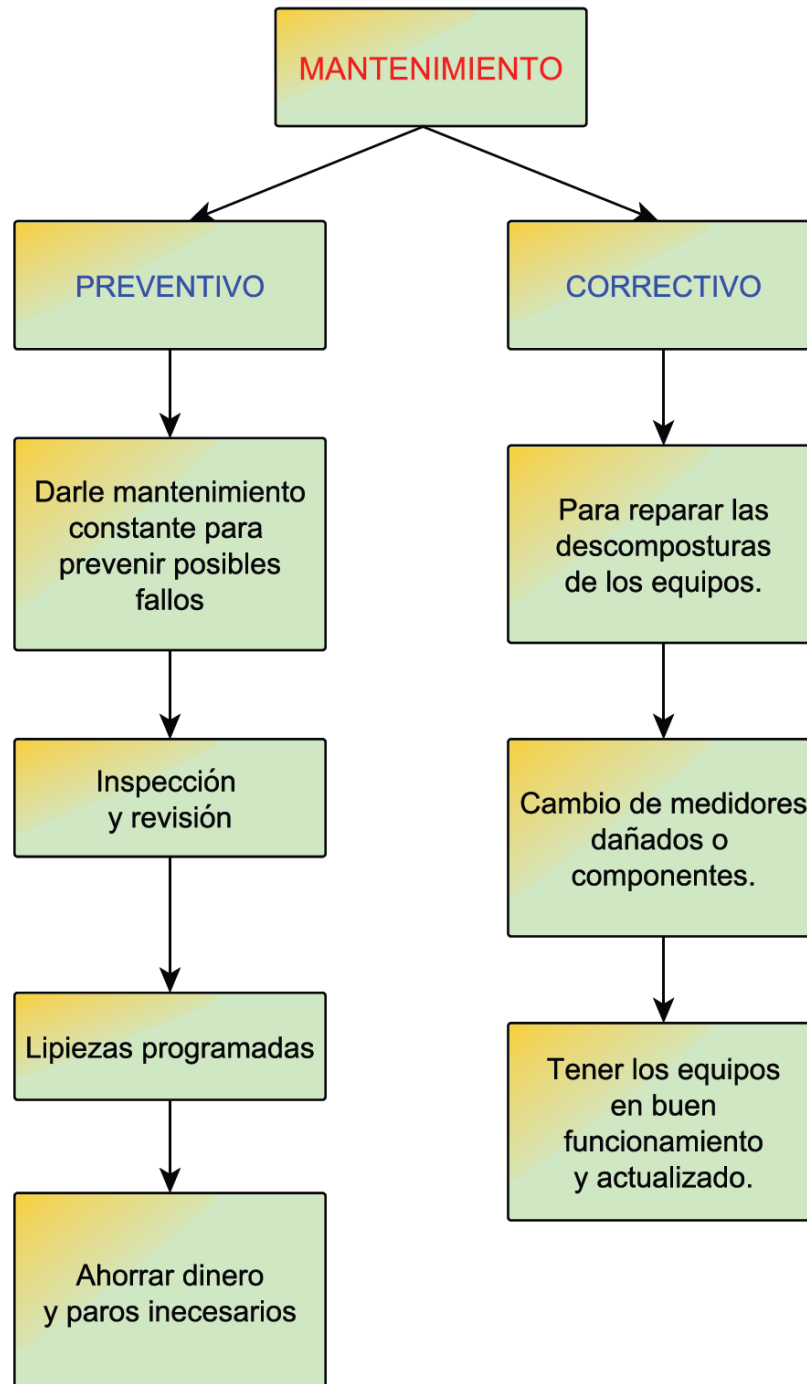 MANTENIMIENTO
PREVENTIVO
Darle mantenimiento
constante para
prevenir posibles
fallos
Inspección
y revisión
Lipiezas programadas
Ahorrar dinero
y paros inecesarios
CORRECTIVO
Para reparar las
descomposturas
de los equipos.
Cambio de medidores
dañados o
componentes.
Tener los equipos
en buen
funcionamiento
y actualizado.